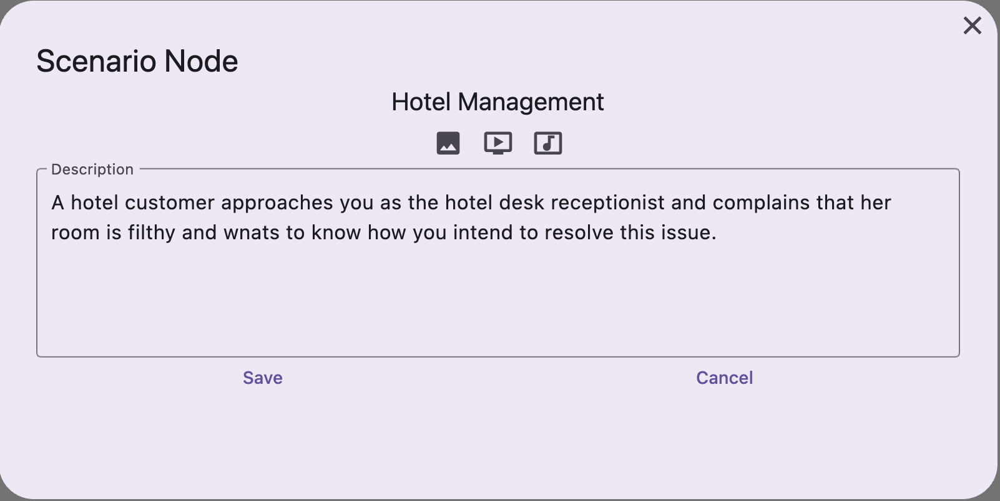 Scenario Node
Hotel Management
Description
A hotel customer approaches you as the hotel desk receptionist and complains that her
room is filthy and wnats to know how you intend to resolve this issue.
Save
Cancel